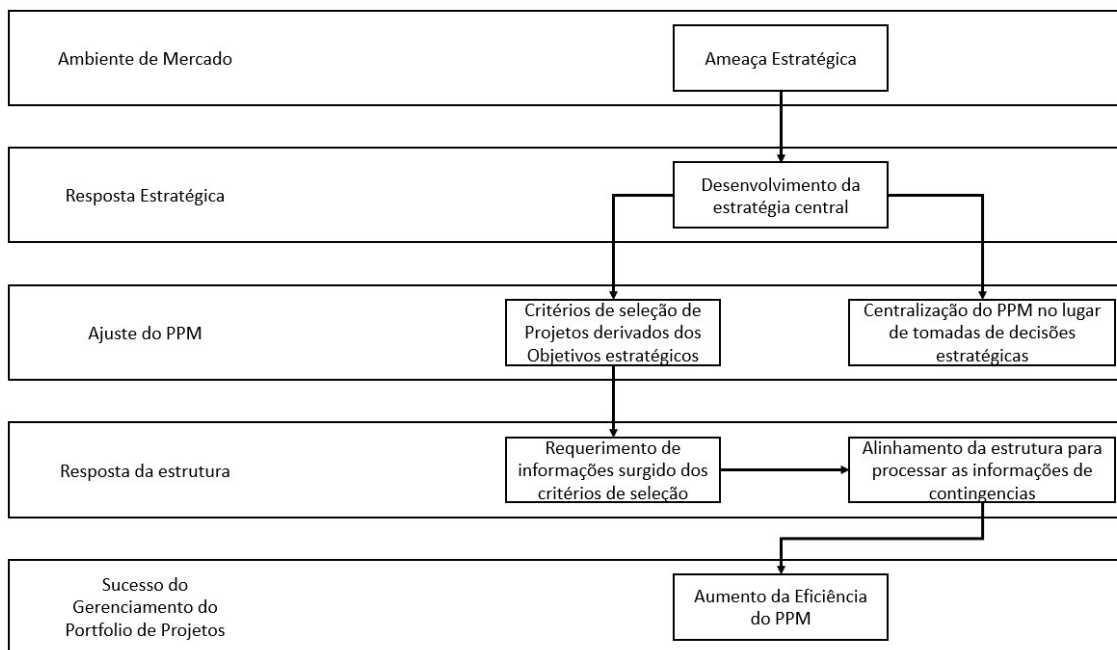 Ambiente de Mercado
Ameaça Estratégica
Resposta Estratégica
Desenvolvimento da
estratégia central
Ajuste do PPM
Critérios de seleção de
Projetos derivados dos
Objetivos estratégicos
Centralização do PPM no lugar
de tomadas de decisões
estratégicas
Resposta da estrutura
Requerimento de
informações surgido dos
critérios de seleção
Alinhamento da estrutura para
processar as informações de
contingencias
Sucesso do
Gerenciamento do
Portfolio de Projetos
Aumento da Eficiência
do PPM